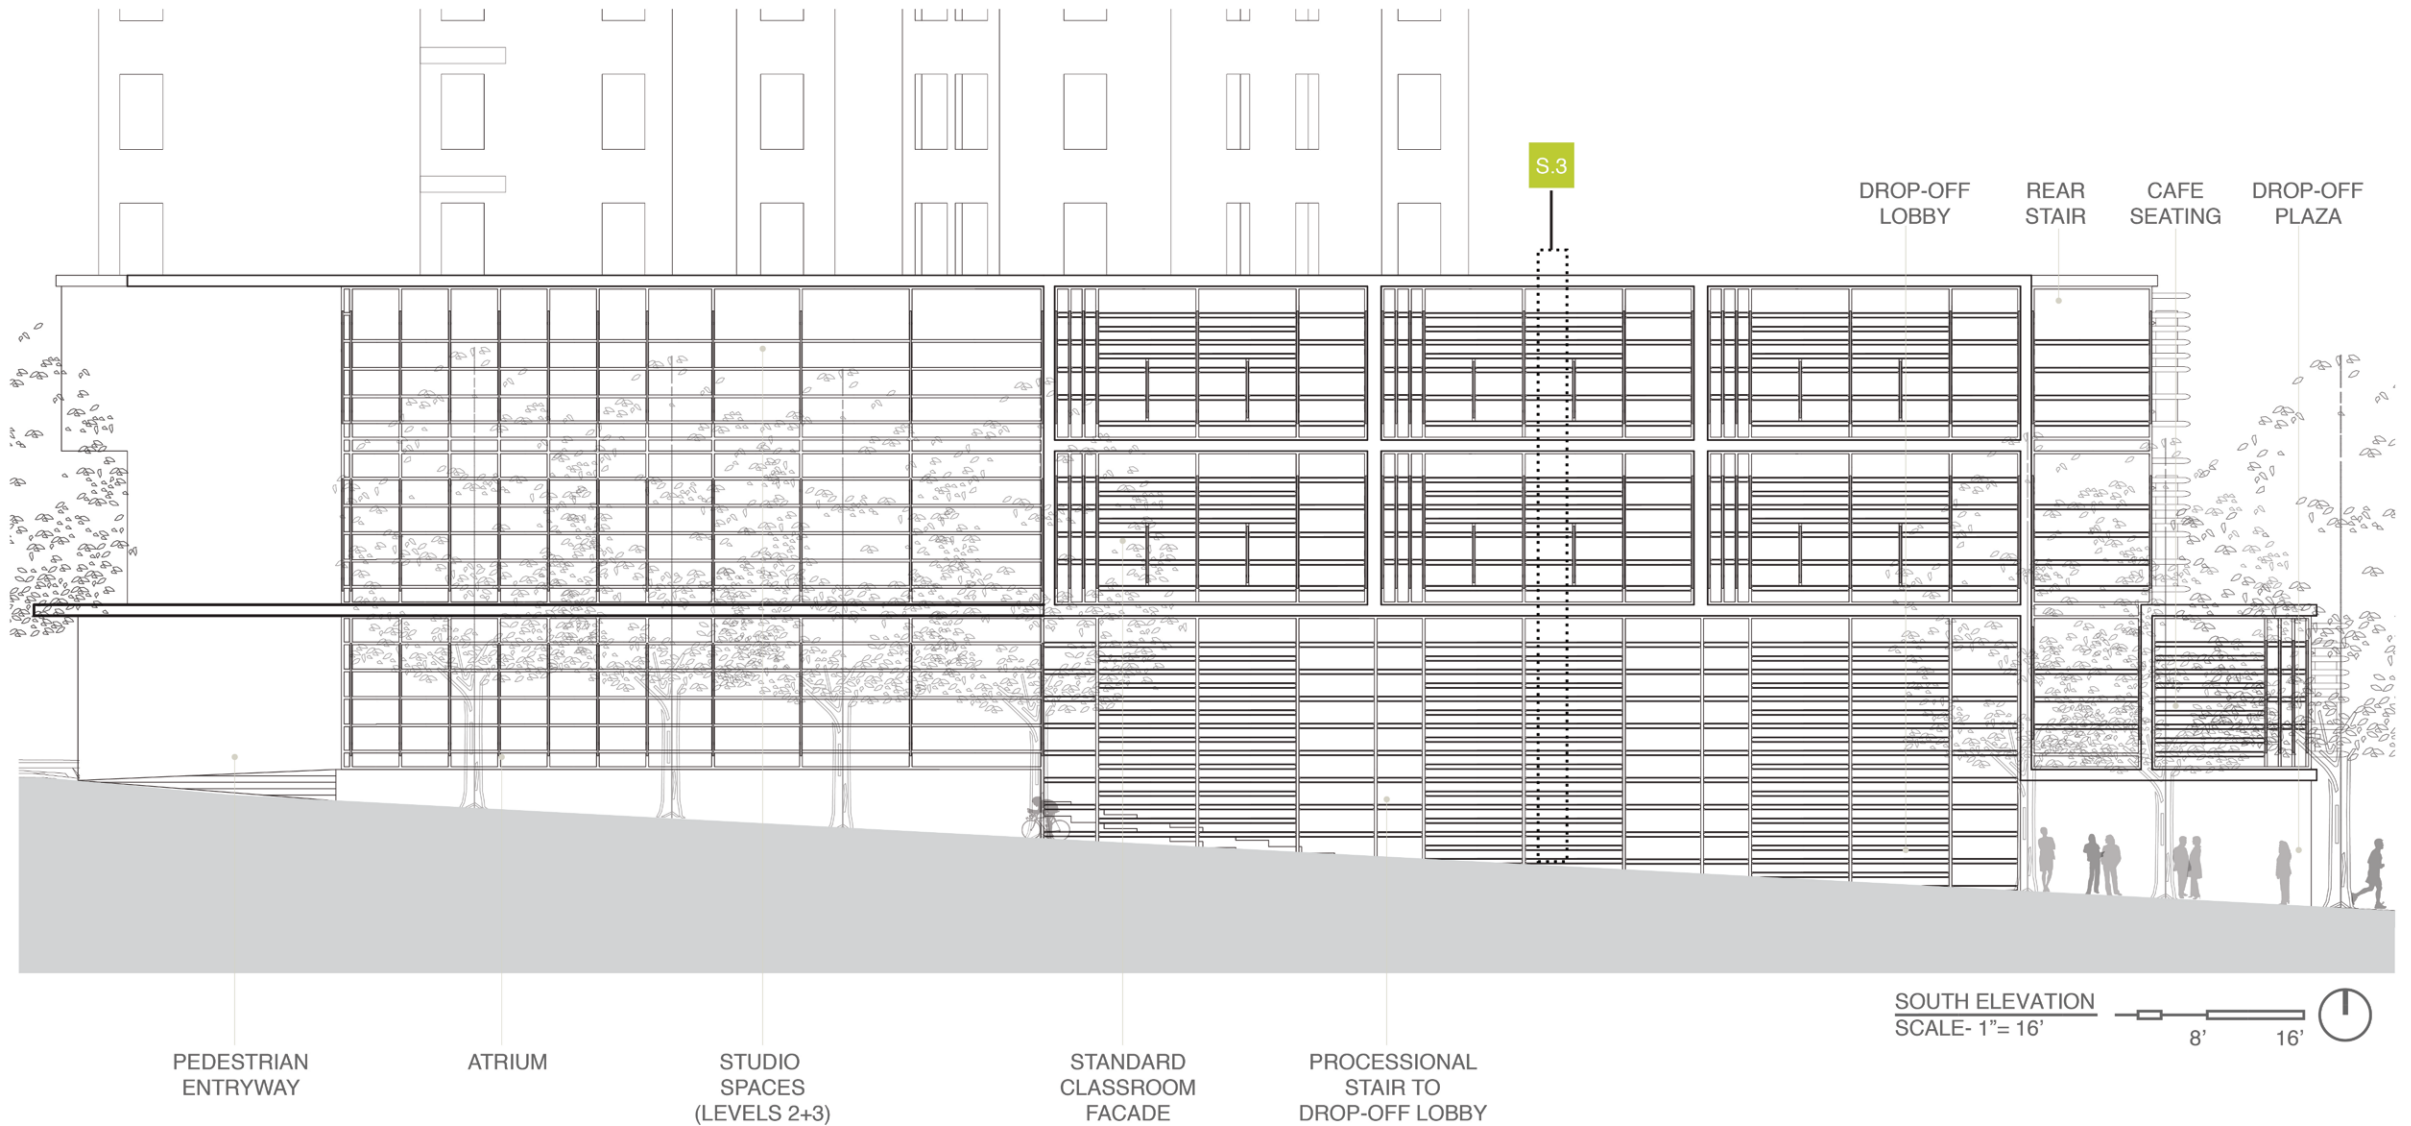 S.3
DROP-OFF
LOBBY
REAR
STAIR
CAFE
SEATING
DROP-OFF
PLAZA
SOUTH ELEVATION
SCALE- 1”= 16’
8’
16’
PEDESTRIAN
ENTRYWAY
ATRIUM
STUDIO
SPACES
(LEVELS 2+3)
STANDARD
CLASSROOM
FACADE
PROCESSIONAL
STAIR TO
DROP-OFF LOBBY